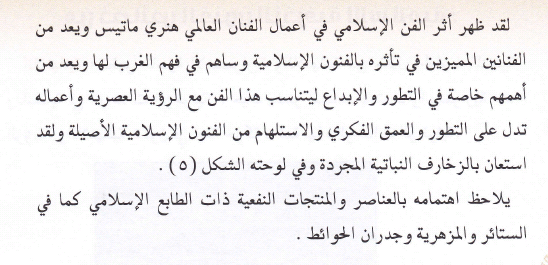 لقد ظهر أثر الفن الإسلامي في أعمال الفنان العالمي هنري ماتيس ويعد من
الفنانين المميزين في تأثره بالفنون الإسلامية وساهم في فهم الغرب لها ويعد من
أهمهم خاصة في التطور والإبداع ليتناسب هذا الفن مع الرؤية العصرية وأعماله
تدل على التطور والعمق الفكري والاستلهام من الفنون الإسلامية الأصيلة ولقد
استعان بالزخارف النباتية المجردة وفي لوحته الشكل (٥) .
يلاحظ اهتمامه بالعناصر والمنتجات النفعية ذات الطابع الإسلامي كما في
الستائر والمزهرية وجدران الحوائط .